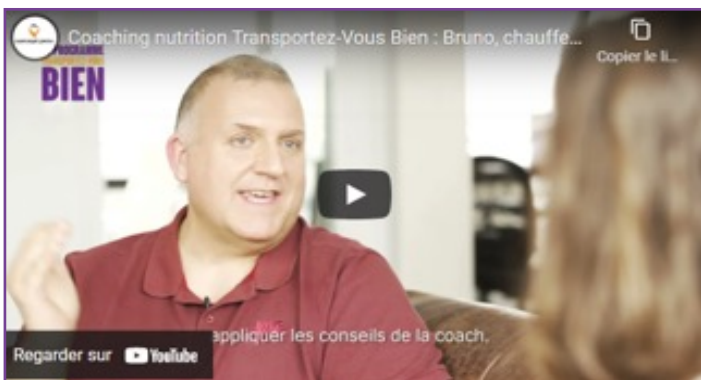 Coaching nutrition Transportez-Vous Bien : Bruno, chauffe...
Copier le li...
PROGRAMME
BIEN
appliquer les conseils de la coach.
Regarder sur YouTube